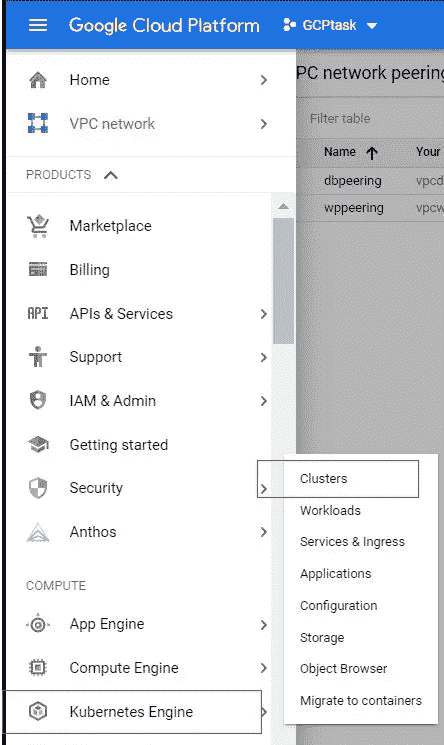 Google Cloud Platform GCPtask
Home
VPC network
PRODUCTS
Marketplace
Billing
API APIs & Services
Support
IAM & Admin
Getting started
Security
Anthos
COMPUTE
App Engine
Compute Engine
Kubernetes Engine
PC network peering
Filter table
Name Your
dbpeering vpcd
wppeering vpcw
Clusters
Workloads
Services & Ingress
Applications
Configuration
Storage
Object Browser
Migrate to containers